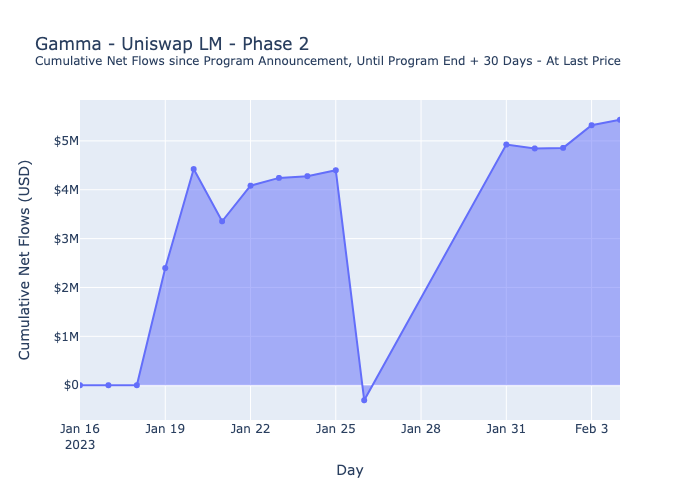 Gamma - Uniswap LM - Phase 2
Cumulative Net Flows since Program Announcement, Until Program End + 30 Days - At Last Price
Cumulative Net Flows (USD)
$5M
$4M
$3M
$2M
$1M
$0
Jan 16 Jan 19 Jan 22 Jan 25 Jan 28 Jan 31 Feb 3
2023
Day